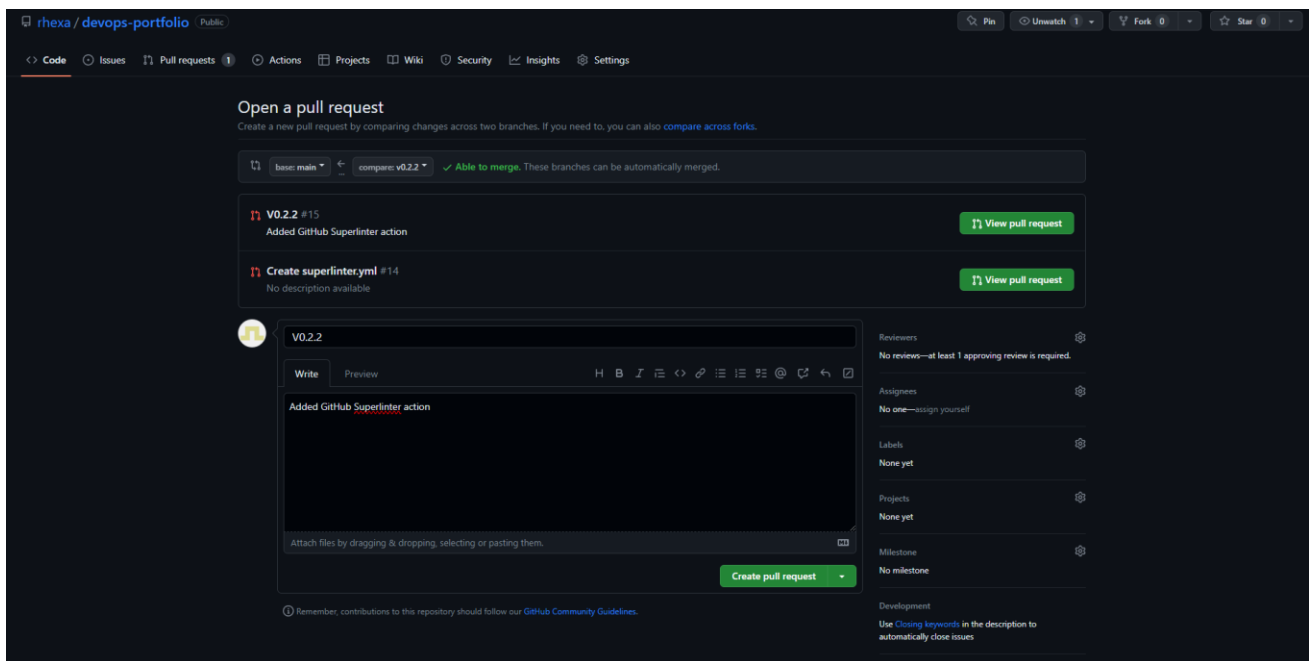 rhexa / devops-portfolio Public
Pin
Unwatch 1
Fork 0
Star 0
Code
Issues
Pull requests 1
Actions
Projects
Wiki
Security
Insights
Settings
Open a pull request
Create a new pull request by comparing changes across two branches. If you need to, you can also compare across forks.
base: main
compare: v0.2.2
Able to merge. These branches can be automatically merged.
V0.2.2 #15
Added GitHub Superlinter action
View pull request
Create superlinter.yml #14
No description available
View pull request
V0.2.2
Write
Preview
Added GitHub Superlinter action
Attach files by dragging & dropping, selecting or pasting them.
Create pull request
Remember, contributions to this repository should follow our GitHub Community Guidelines.
Reviewers
No reviews—at least 1 approving review is required.
Assignees
No one—assign yourself
Labels
None yet
Projects
None yet
Milestone
No milestone
Development
Use Closing keywords in the description to
automatically close issues